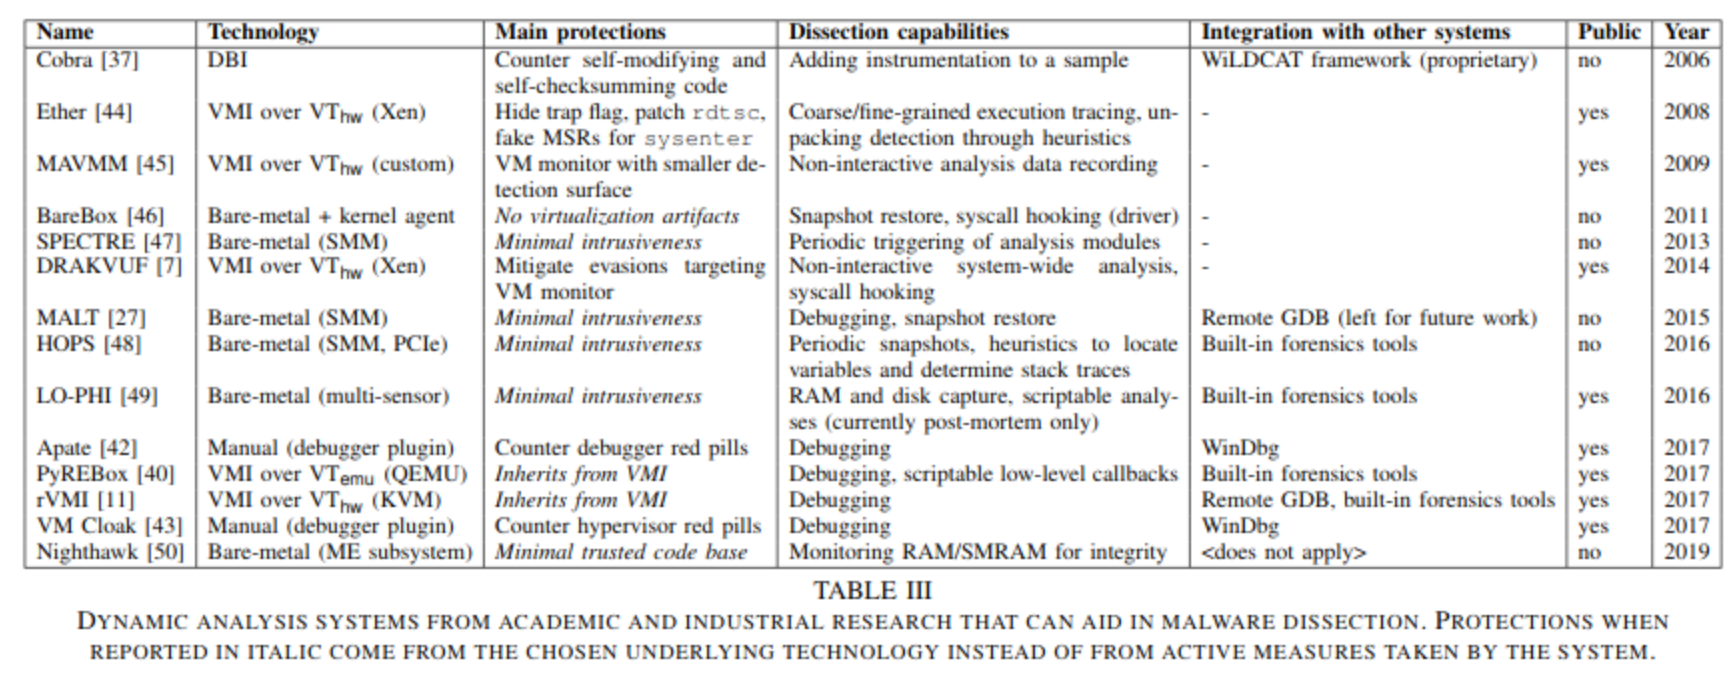 Name Technology Main protections Dissection capabilities Integration with other systems Public Year
Cobra [37] DBI Counter self-modifying and Adding instrumentation to a sample WiLDCAT framework (proprietary) no 2006
self-checksumming code
Ether [44] VMI over VThw (Xen) Hide trap flag, patch rdtsc, Coarse/fine-grained execution tracing, un- - yes 2008
fake MSRs for sysenter packing detection through heuristics
MAVMM [45] VMI over VThw (custom) VM monitor with smaller de- Non-interactive analysis data recording - yes 2009
tection surface
BareBox [46] Bare-metal + kernel agent No virtualization artifacts Snapshot restore, syscall hooking (driver) - no 2011
SPECTRE [47] Bare-metal (SMM) Minimal intrusiveness Periodic triggering of analysis modules - no 2013
DRAKVUF [7] VMI over VThw (Xen) Mitigate evasions targeting Non-interactive system-wide analysis, - yes 2014
VM monitor syscall hooking
MALT [27] Bare-metal (SMM) Minimal intrusiveness Debugging, snapshot restore Remote GDB (left for future work) no 2015
HOPS [48] Bare-metal (SMM, PCIe) Minimal intrusiveness Periodic snapshots, heuristics to locate Built-in forensics tools no 2016
variables and determine stack traces
LO-PHI [49] Bare-metal (multi-sensor) Minimal intrusiveness RAM and disk capture, scriptable analy- Built-in forensics tools yes 2016
ses (currently post-mortem only)
Apate [42] Manual (debugger plugin) Counter debugger red pills Debugging WinDbg yes 2017
PyREBox [40] VMI over VTemu (QEMU) Inherits from VMI Debugging, scriptable low-level callbacks Built-in forensics tools yes 2017
rVMI [11] VMI over VThw (KVM) Inherits from VMI Debugging Remote GDB, built-in forensics tools yes 2017
VM Cloak [43] Manual (debugger plugin) Counter hypervisor red pills Debugging WinDbg yes 2017
Nighthawk [50] Bare-metal (ME subsystem) Minimal trusted code base Monitoring RAM/SMRAM for integrity <does not apply> no 2019
TABLE III
DYNAMIC ANALYSIS SYSTEMS FROM ACADEMIC AND INDUSTRIAL RESEARCH THAT CAN AID IN MALWARE DISSECTION. PROTECTIONS WHEN
REPORTED IN ITALIC COME FROM THE CHOSEN UNDERLYING TECHNOLOGY INSTEAD OF FROM ACTIVE MEASURES TAKEN BY THE SYSTEM.